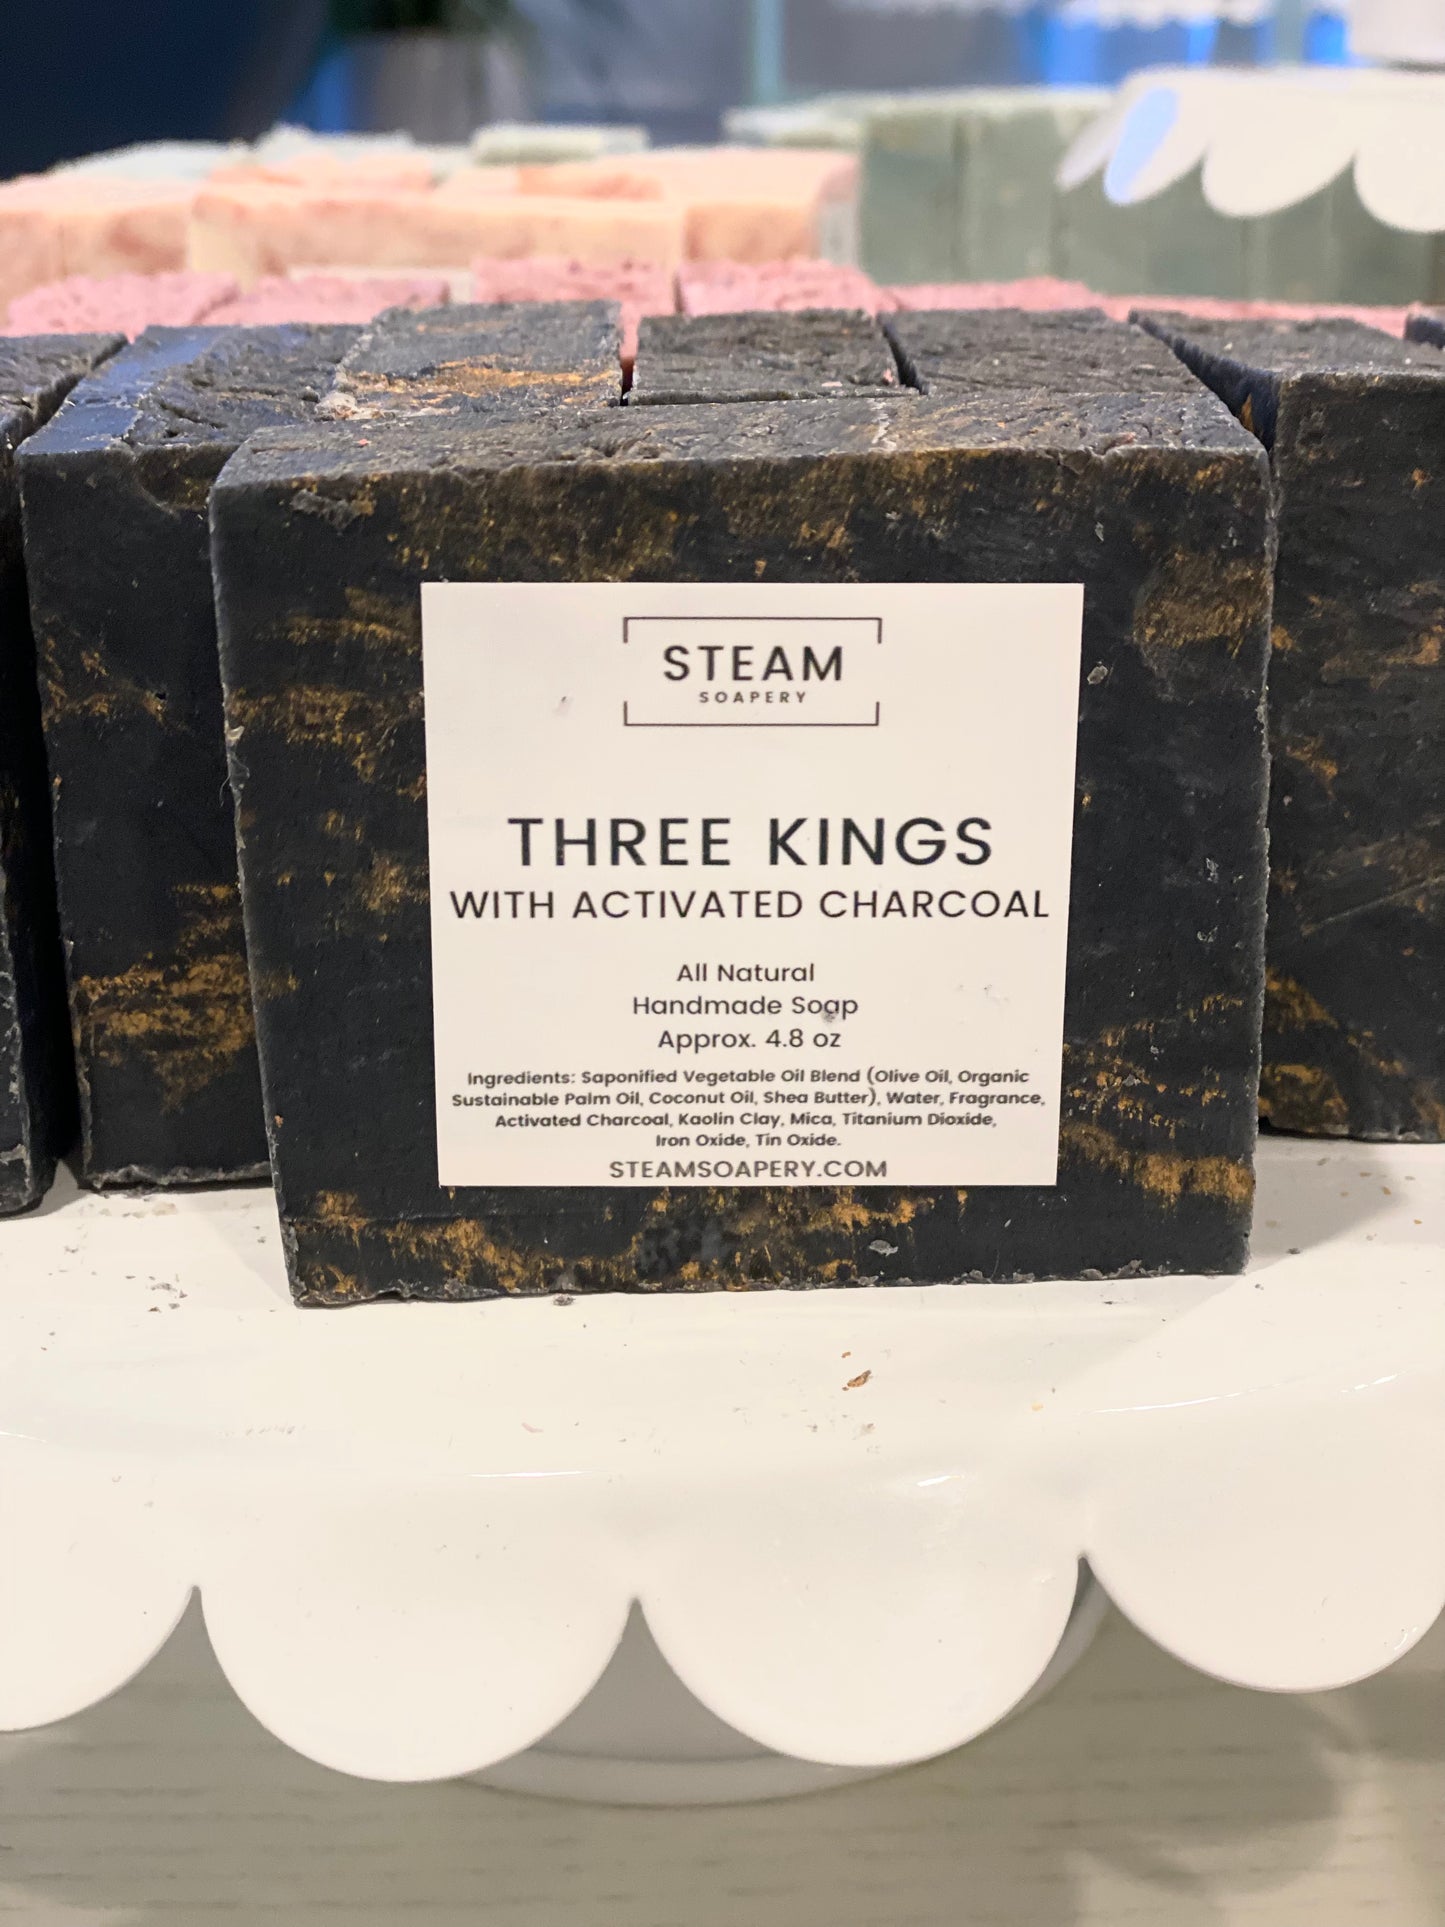 STEAM
SOAPERY
THREE KINGS
WITH ACTIVATED CHARCOAL
All Natural
Handmade Soap
Approx. 4.8 oz
Ingredients: Saponified Vegetable Oil Blend (Olive Oil, Organic
Sustainable Palm Oil, Coconut Oil, Shea Butter), Water, Fragrance,
Activated Charcoal, Kaolin Clay, Mica, Titanium Dioxide,
Iron Oxide, Tin Oxide.
STEAMSOAPERY.COM